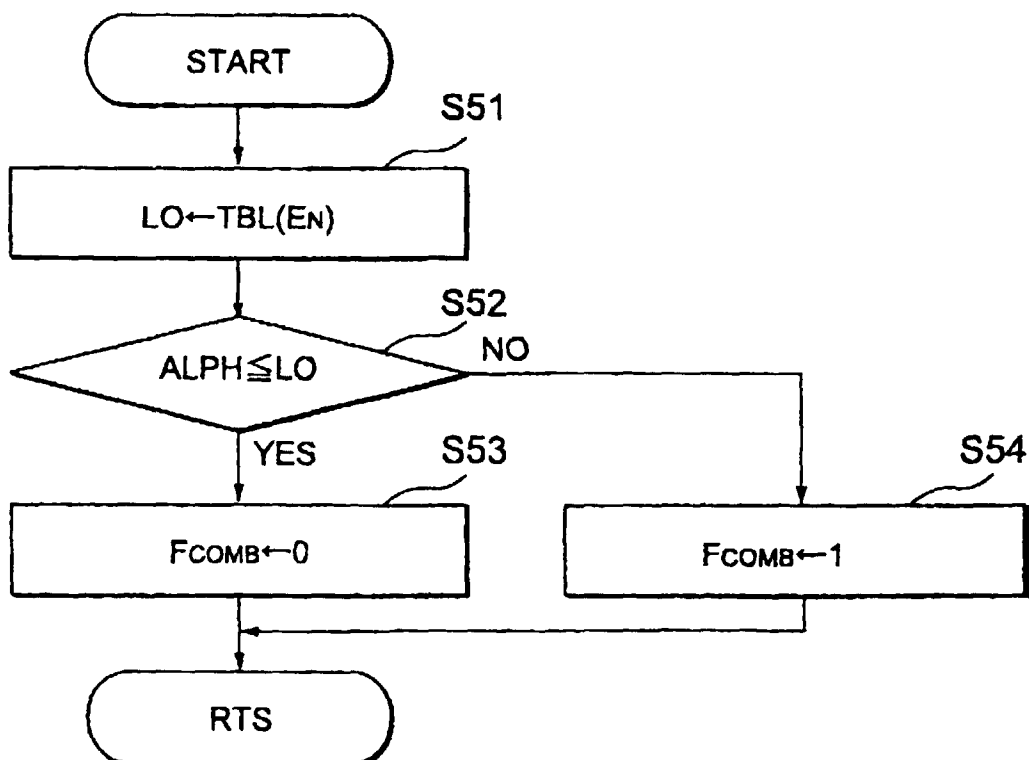 START
S51
LO←TBL(EN)
S52
ALPH≦LO
NO
YES
S53
S54
FCOMB←0
FCOMB←1
RTS